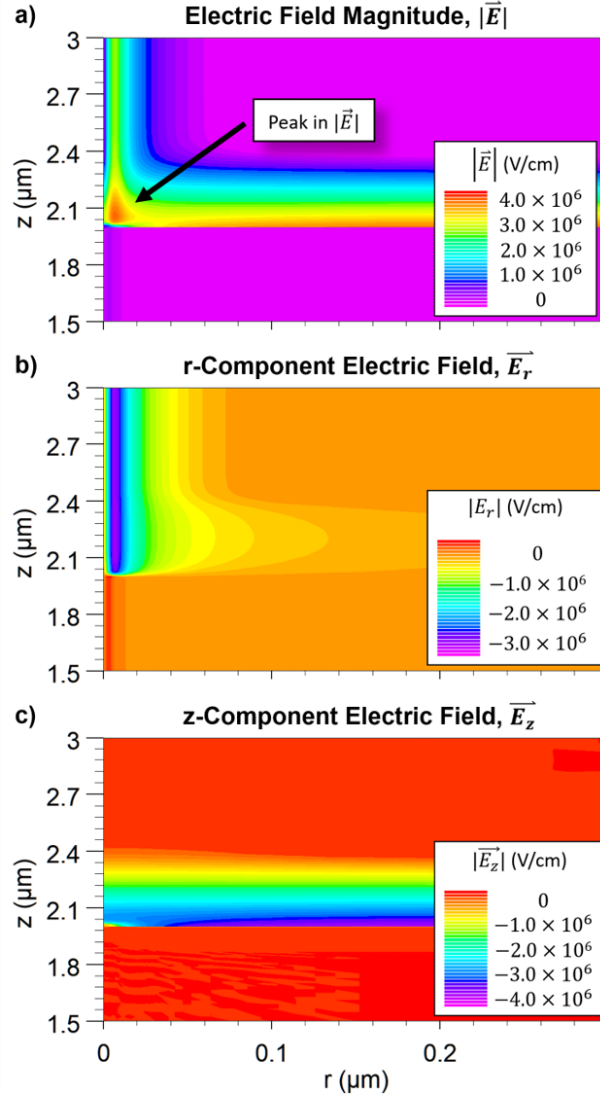 a) Electric Field Magnitude, |E⃗|
3
2.7
2.4
2.1
1.8
1.5
z (µm)
Peak in |E⃗|
|E⃗| (V/cm)
4.0 × 10⁶
3.0 × 10⁶
2.0 × 10⁶
1.0 × 10⁶
0
b) r-Component Electric Field, E⃗ᵣ
3
2.7
2.4
2.1
1.8
1.5
z (µm)
|Eᵣ| (V/cm)
0
−1.0 × 10⁶
−2.0 × 10⁶
−3.0 × 10⁶
c) z-Component Electric Field, E⃗_z
3
2.7
2.4
2.1
1.8
1.5
z (µm)
|E⃗_z| (V/cm)
0
−1.0 × 10⁶
−2.0 × 10⁶
−3.0 × 10⁶
−4.0 × 10⁶
0 0.1 0.2
r (µm)